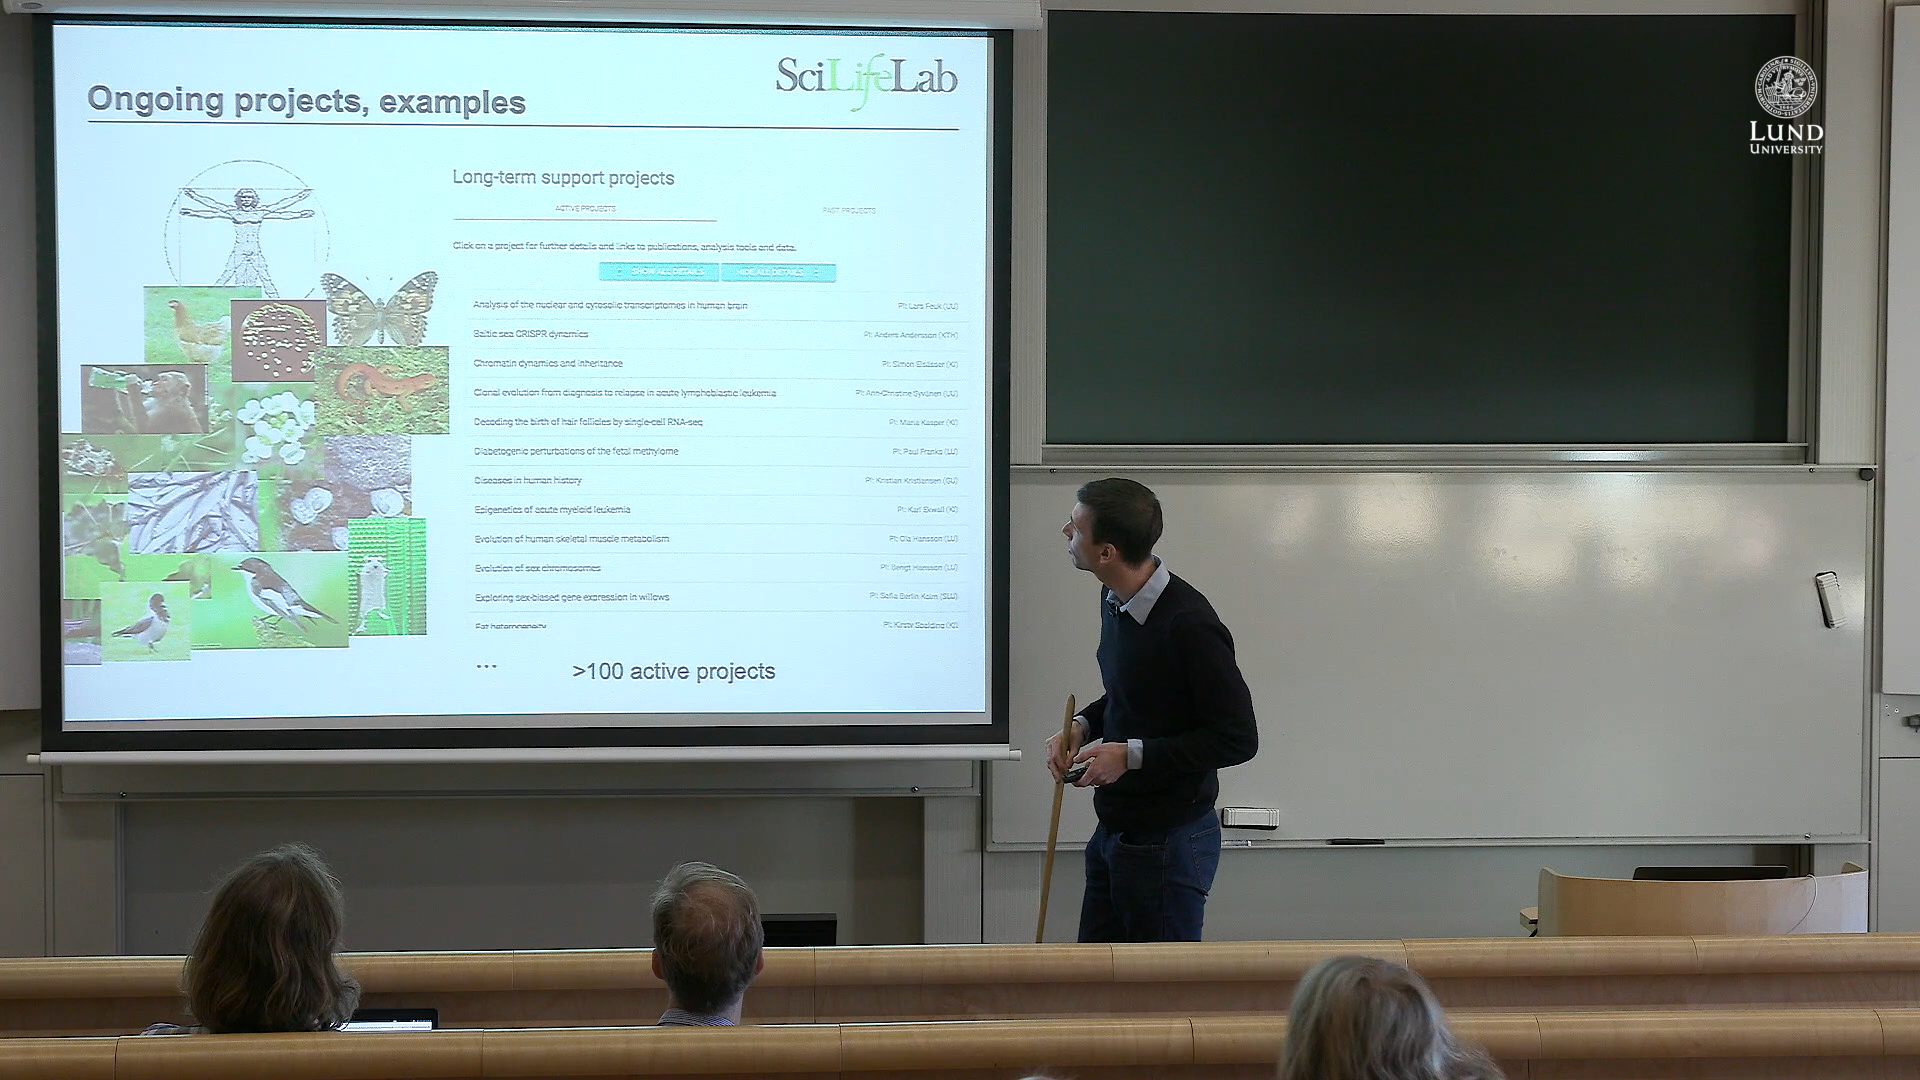 SciLifeLab
Ongoing projects, examples
LUND
UNIVERSITY
Long-term support projects
ACTIVE PROJECTS
PAST PROJECTS
Click on a project for further details and links to publications, analysis tools and data.
SHOW ALL DETAILS
HIDE ALL DETAILS
Analysis of the nuclear and cytosolic transcriptomes in human brain PI: Lars Feuk (UU)
Baltic sea CRISPR dynamics PI: Anders Andersson (KTH)
Chromatin dynamics and inheritance PI: Simon Elsässer (KI)
Clonal evolution from diagnosis to relapse in acute lymphoblastic leukemia PI: Ann-Christine Syvänen (UU)
Decoding the birth of hair follicles by single-cell RNA-seq PI: Maria Kasper (KI)
Diabetogenic perturbations of the fetal methylome PI: Paul Franks (LU)
Diseases in human history PI: Kristian Kristiansen (GU)
Epigenetics of acute myeloid leukemia PI: Karl Ekwall (KI)
Evolution of human skeletal muscle metabolism PI: Ola Hansson (LU)
Evolution of sex chromosomes PI: Bengt Hansson (LU)
Exploring sex-biased gene expression in willows PI: Sofia Berlin Kolm (SLU)
Fat heterogeneity PI: Kirsty Spalding (KI)
... >100 active projects